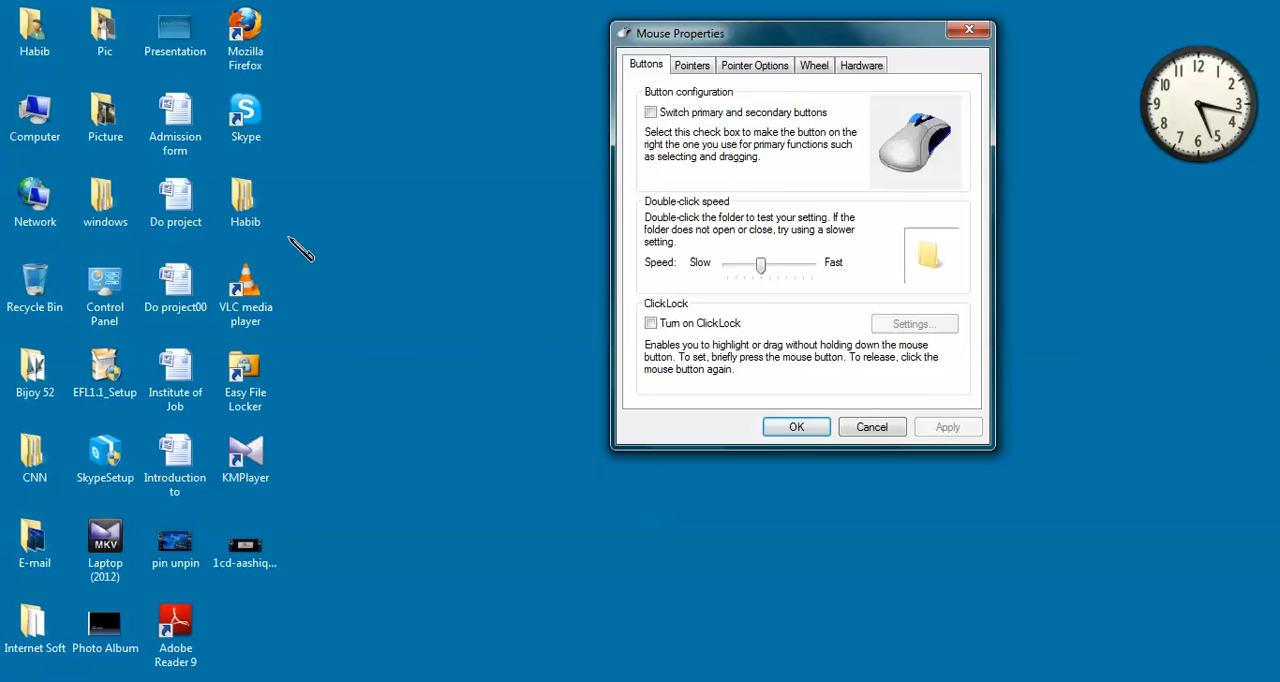 Habib
Pic
Presentation
Mozilla
Firefox
Computer
Picture
Admission
form
Skype
Network
windows
Do project
Habib
Recycle Bin
Control
Panel
Do project00
VLC media
player
Bijoy 52
EFL1.1_Setup
Institute of
Job
Easy File
Locker
CNN
SkypeSetup
Introduction
to
KMPlayer
E-mail
MKV
Laptop
(2012)
pin unpin
1cd-aashiq...
Internet Soft
Photo Album
Adobe
Reader 9
Mouse Properties
Buttons
Pointers
Pointer Options
Wheel
Hardware
Button configuration
Switch primary and secondary buttons
Select this check box to make the button on the
right the one you use for primary functions such
as selecting and dragging.
Double-click speed
Double-click the folder to test your setting. If the
folder does not open or close, try using a slower
setting.
Speed: Slow Fast
ClickLock
Turn on ClickLock
Settings...
Enables you to highlight or drag without holding down the mouse
button. To set, briefly press the mouse button. To release, click the
mouse button again.
OK
Cancel
Apply
12
1
2
3
4
5
6
7
8
9
10
11